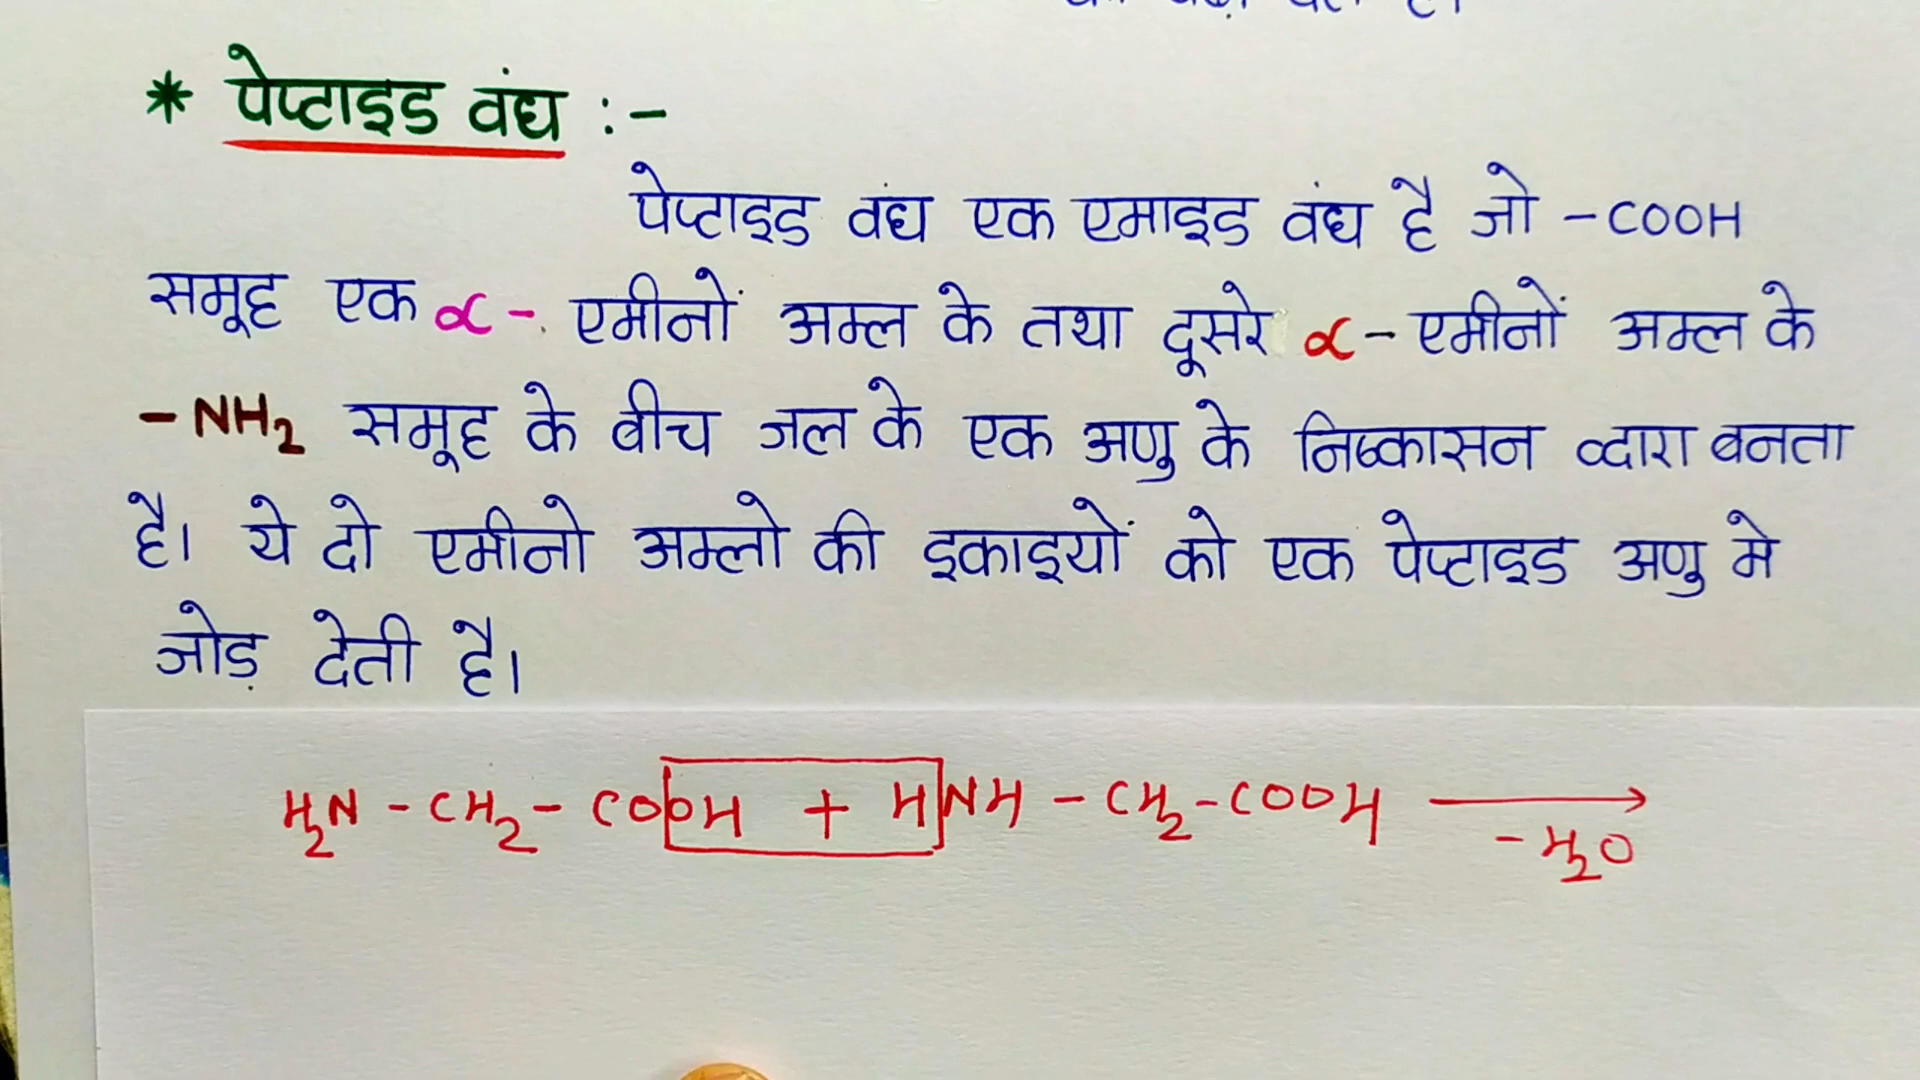 * पेप्टाइड वंध :-
पेप्टाइड वंध एक एमाइड वंध है जो -COOH
समूह एक α- एमीनों अम्ल के तथा दूसरे α- एमीनों अम्ल के
-NH2 समूह के बीच जल के एक अणु के निष्कासन व्दारा बनता
है। ये दो एमीनो अम्लो की इकाइयों को एक पेप्टाइड अणु मे
जोड़ देती है।
H2N - CH2 - COOH + HNH - CH2 - COOH ⟶
-H2O